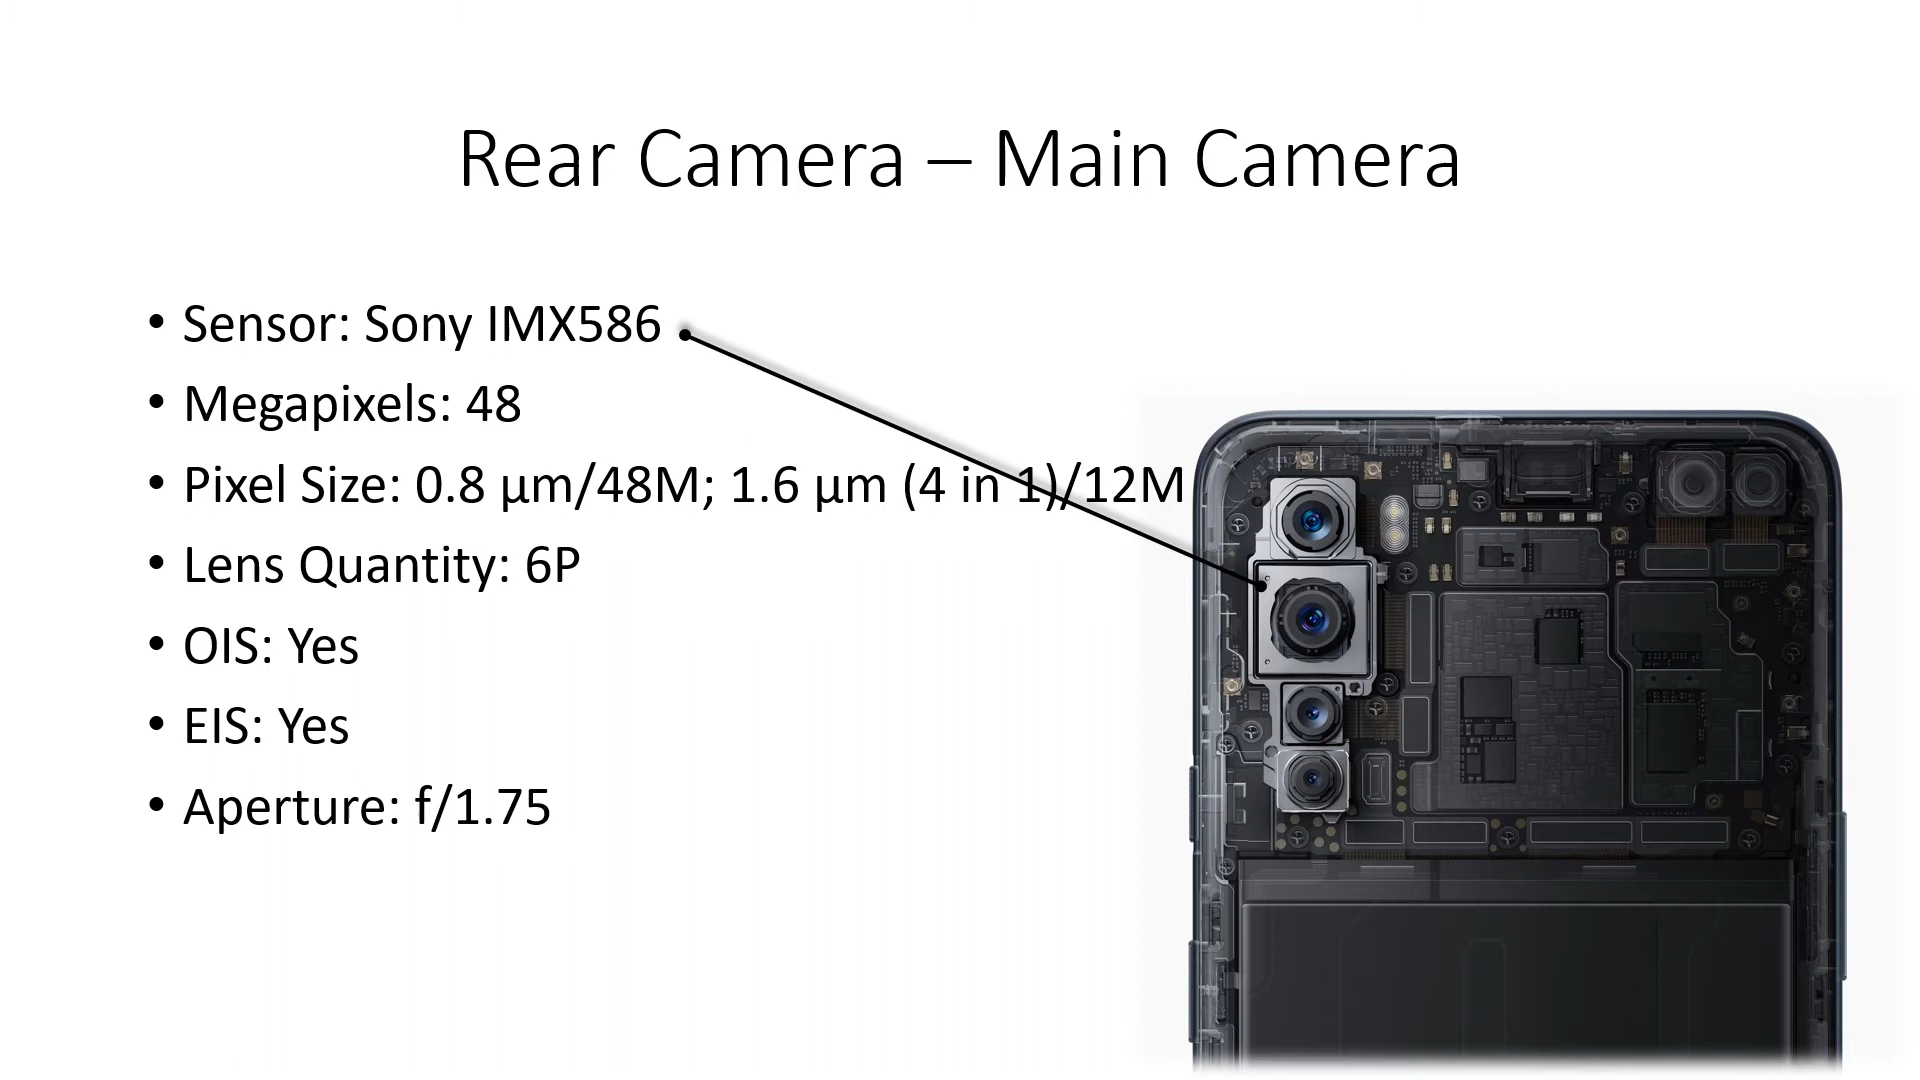 Rear Camera – Main Camera
• Sensor: Sony IMX586
• Megapixels: 48
• Pixel Size: 0.8 µm/48M; 1.6 µm (4 in 1)/12M
• Lens Quantity: 6P
• OIS: Yes
• EIS: Yes
• Aperture: f/1.75